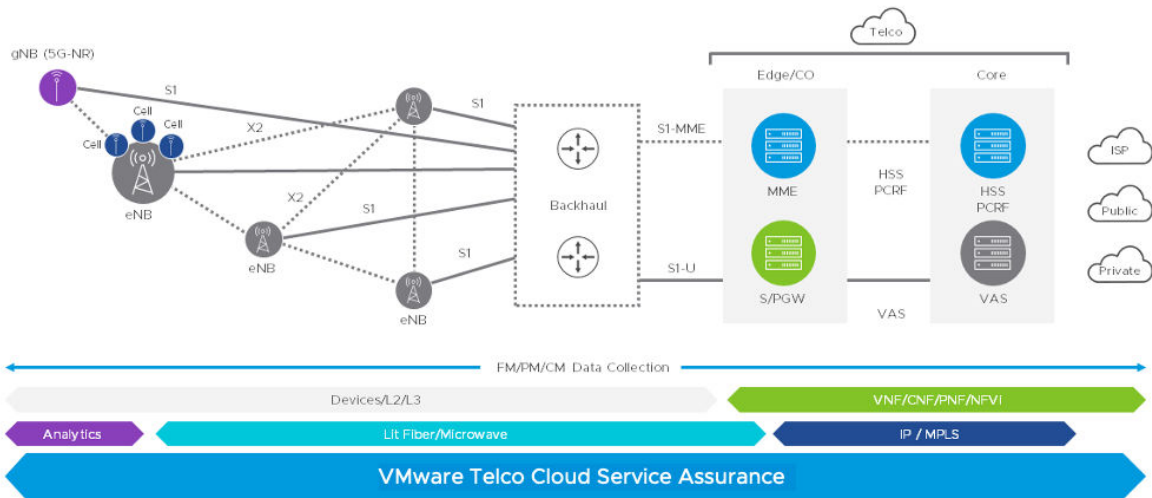 Telco
gNB (5G-NR)
Edge/CO
Core
S1
S1
Cell
Cell
Cell
X2
S1-MME
ISP
HSS
PCRF
MME
HSS
PCRF
X2
eNB
S1
Backhaul
Public
eNB
S1
S1-U
Private
S/PGW
VAS
eNB
VAS
FM/PM/CM Data Collection
Devices/L2/L3
VNF/CNF/PNF/NFVi
Analytics
Lit Fiber/Microwave
IP / MPLS
VMware Telco Cloud Service Assurance